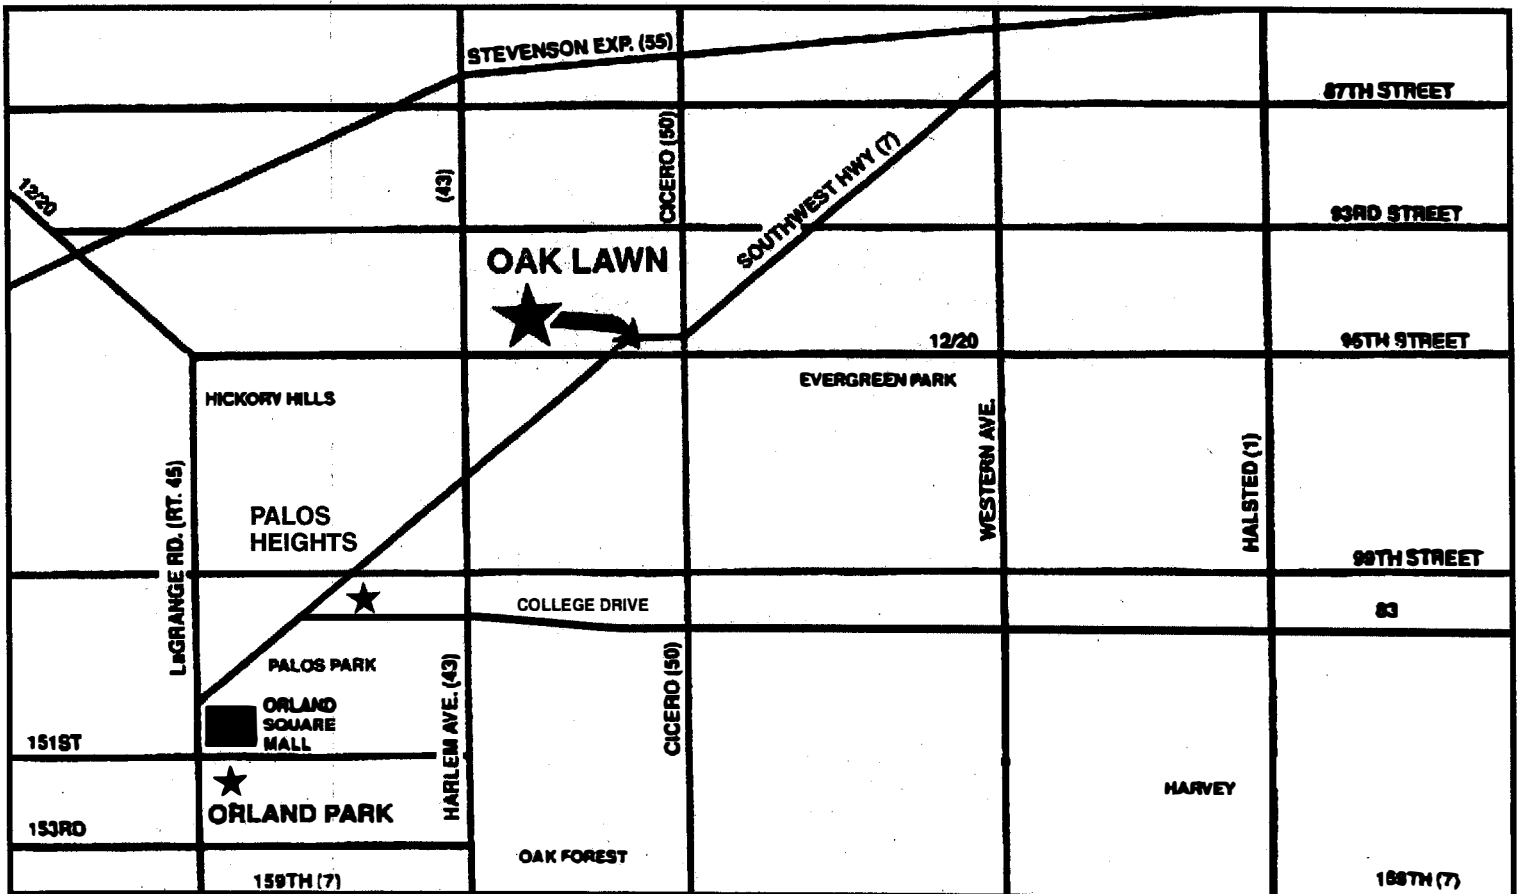 STEVENSON EXP. (55)
87TH STREET
CICERO (50)
SOUTHWEST HWY (7)
(43)
12/20
93RD STREET
OAK LAWN
12/20
95TH STREET
EVERGREEN PARK
HICKORY HILLS
WESTERN AVE.
HALSTED (1)
LaGRANGE RD. (RT. 45)
PALOS
HEIGHTS
99TH STREET
COLLEGE DRIVE
83
PALOS PARK
HARLEM AVE. (43)
CICERO (50)
ORLAND
SQUARE
MALL
151ST
HARVEY
ORLAND PARK
153RD
OAK FOREST
159TH (7)
159TH (7)